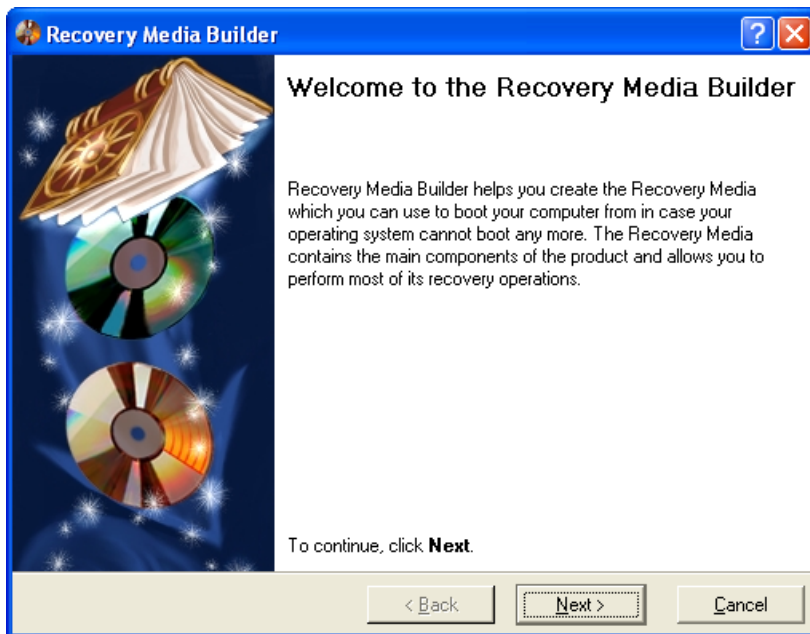 Recovery Media Builder
?
Welcome to the Recovery Media Builder
Recovery Media Builder helps you create the Recovery Media
which you can use to boot your computer from in case your
operating system cannot boot any more. The Recovery Media
contains the main components of the product and allows you to
perform most of its recovery operations.
To continue, click Next.
< Back
Next >
Cancel